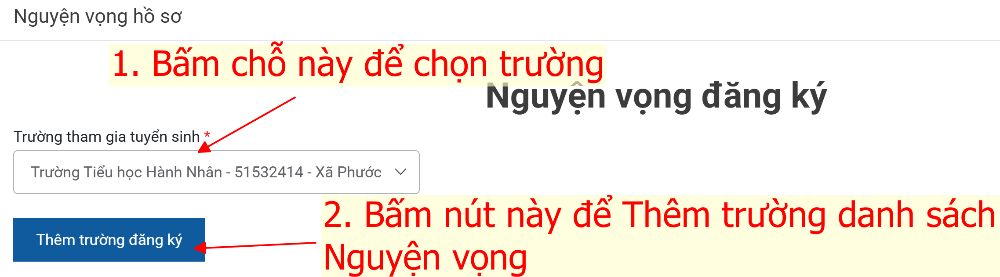 Nguyện vọng hồ sơ
1. Bấm chỗ này để chọn trường
Nguyện vọng đăng ký
Trường tham gia tuyển sinh *
Trường Tiểu học Hành Nhân - 51532414 - Xã Phước
2. Bấm nút này để Thêm trường danh sách
Nguyện vọng
Thêm trường đăng ký